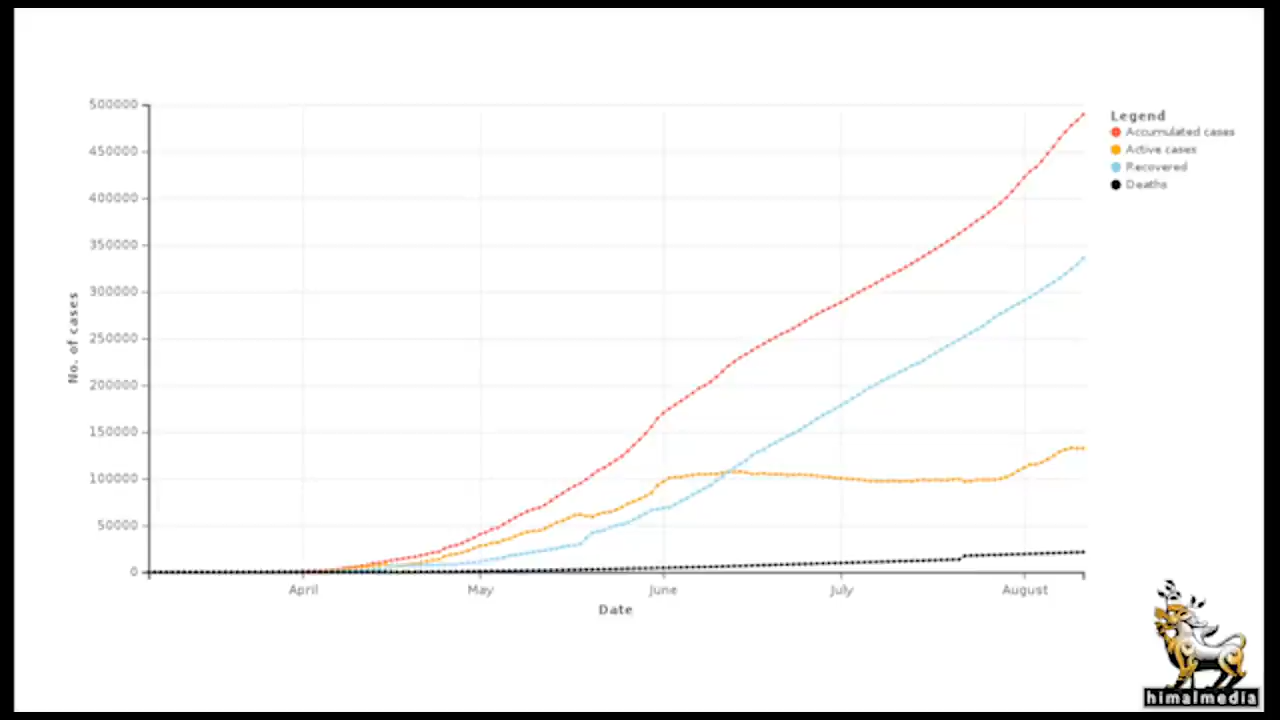 500000
450000
400000
350000
300000
250000
200000
150000
100000
50000
0
No. of cases
April May June July August
Date
Legend
Accumulated cases
Active cases
Recovered
Deaths
himalmedia